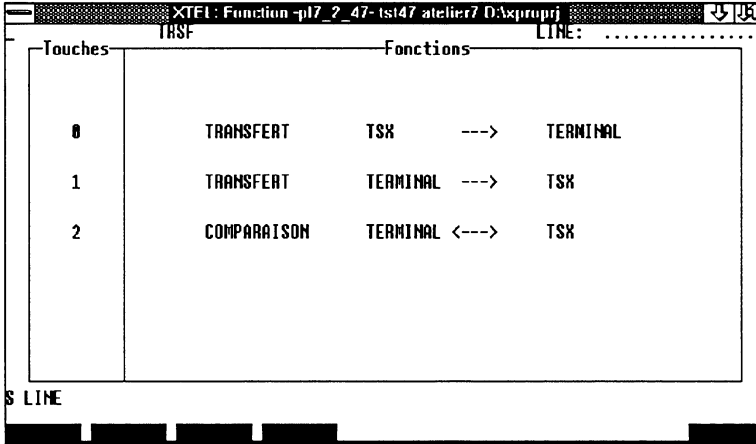 XTEL: Fonction -pl7_2_47- tst47 atelier7 D:\xproprj
TRSF LINE: ..................
Touches Fonctions
0 TRANSFERT TSX ---> TERMINAL
1 TRANSFERT TERMINAL ---> TSX
2 COMPARAISON TERMINAL <---> TSX
S LINE